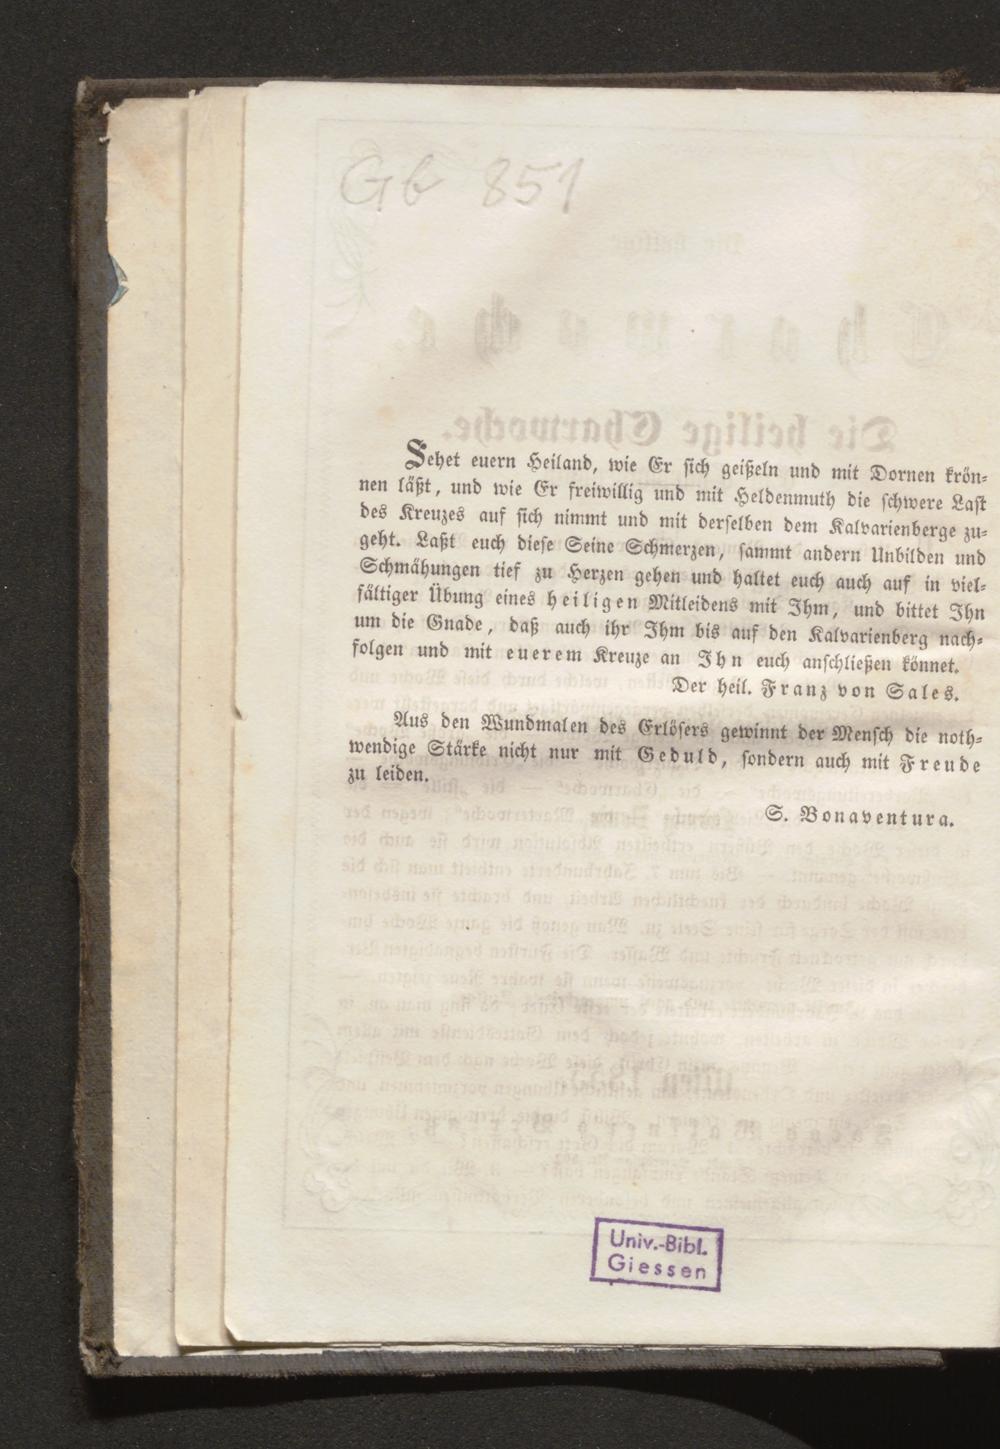 Gb 851
Sehet euern Heiland, wie Er sich geißeln und mit Dornen krön-
nen läßt, und wie Er freiwillig und mit Heldenmuth die schwere Last
des Kreuzes auf sich nimmt und mit derselben dem Kalvarienberge zu-
geht. Laßt euch diese Seine Schmerzen, sammt andern Unbilden und
Schmähungen tief zu Herzen gehen und haltet euch auch auf in viel-
fältiger Übung eines heiligen Mitleidens mit Ihm, und bittet Ihn
um die Gnade, daß auch ihr Ihm bis auf den Kalvarienberg nach-
folgen und mit euerem Kreuze an Ihn euch anschließen könnet.
Der heil. Franz von Sales.
Aus den Wundmalen des Erlösers gewinnt der Mensch die noth-
wendige Stärke nicht nur mit Geduld, sondern auch mit Freude
zu leiden.
S. Bonaventura.
Univ.-Bibl.
Giessen